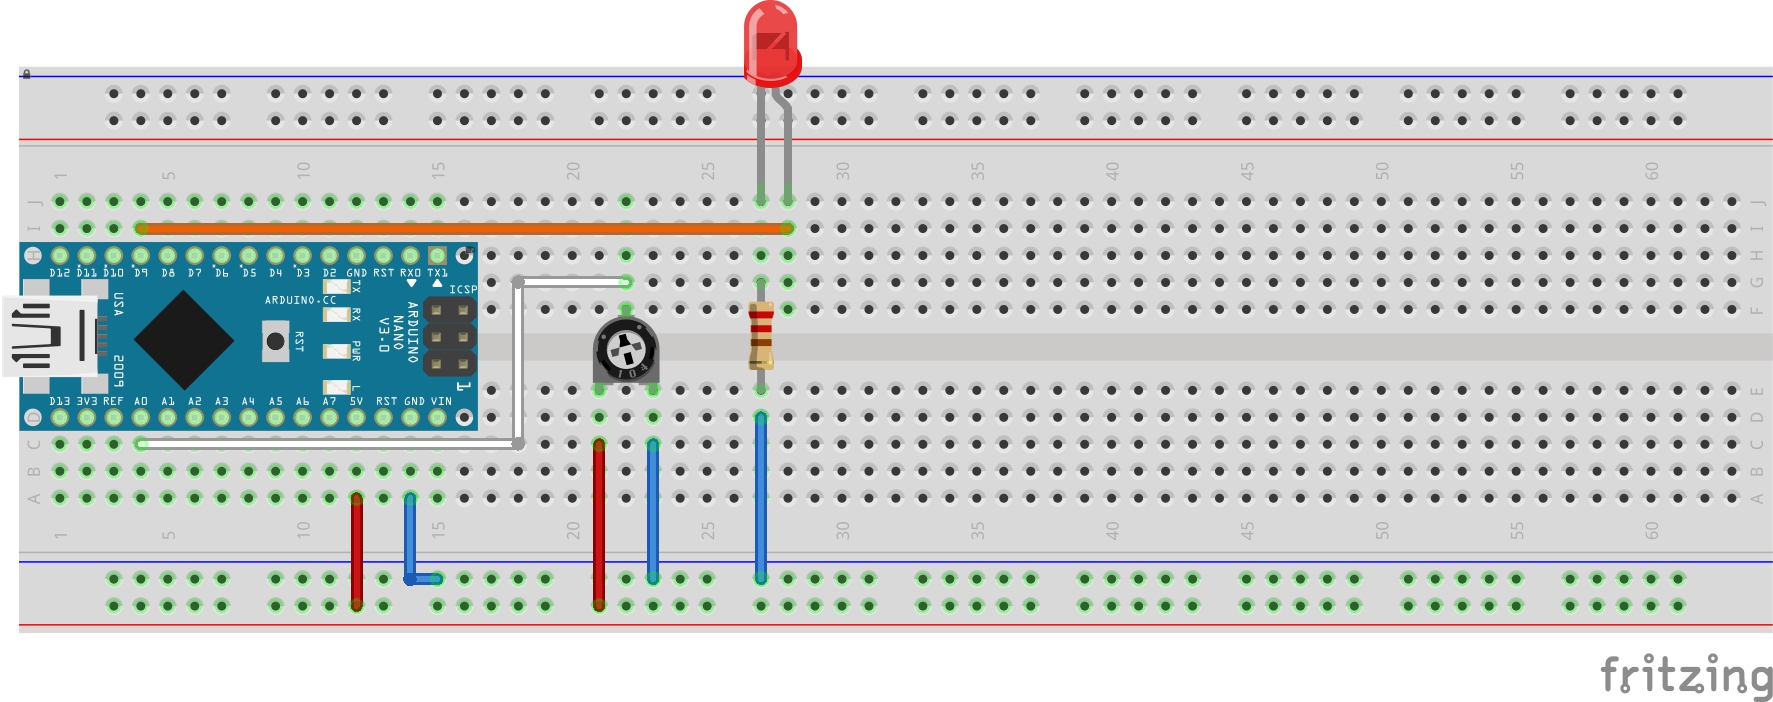 1 5 10 15 20 25 30 35 40 45 50 55 60
J J
I I
H H
D12 D11 D10 D9 D8 D7 D6 D5 D4 D3 D2 GND RST RX0 TX1
G G
TX
ICSP
USA
ARDUINO.CC
RX
F F
ARDUINO
NANO
V3.0
RST
PWR
2009
104
L
1
E E
D13 3V3 REF A0 A1 A2 A3 A4 A5 A6 A7 5V RST GND VIN
D D
C C
B B
A A
1 5 10 15 20 25 30 35 40 45 50 55 60
fritzing